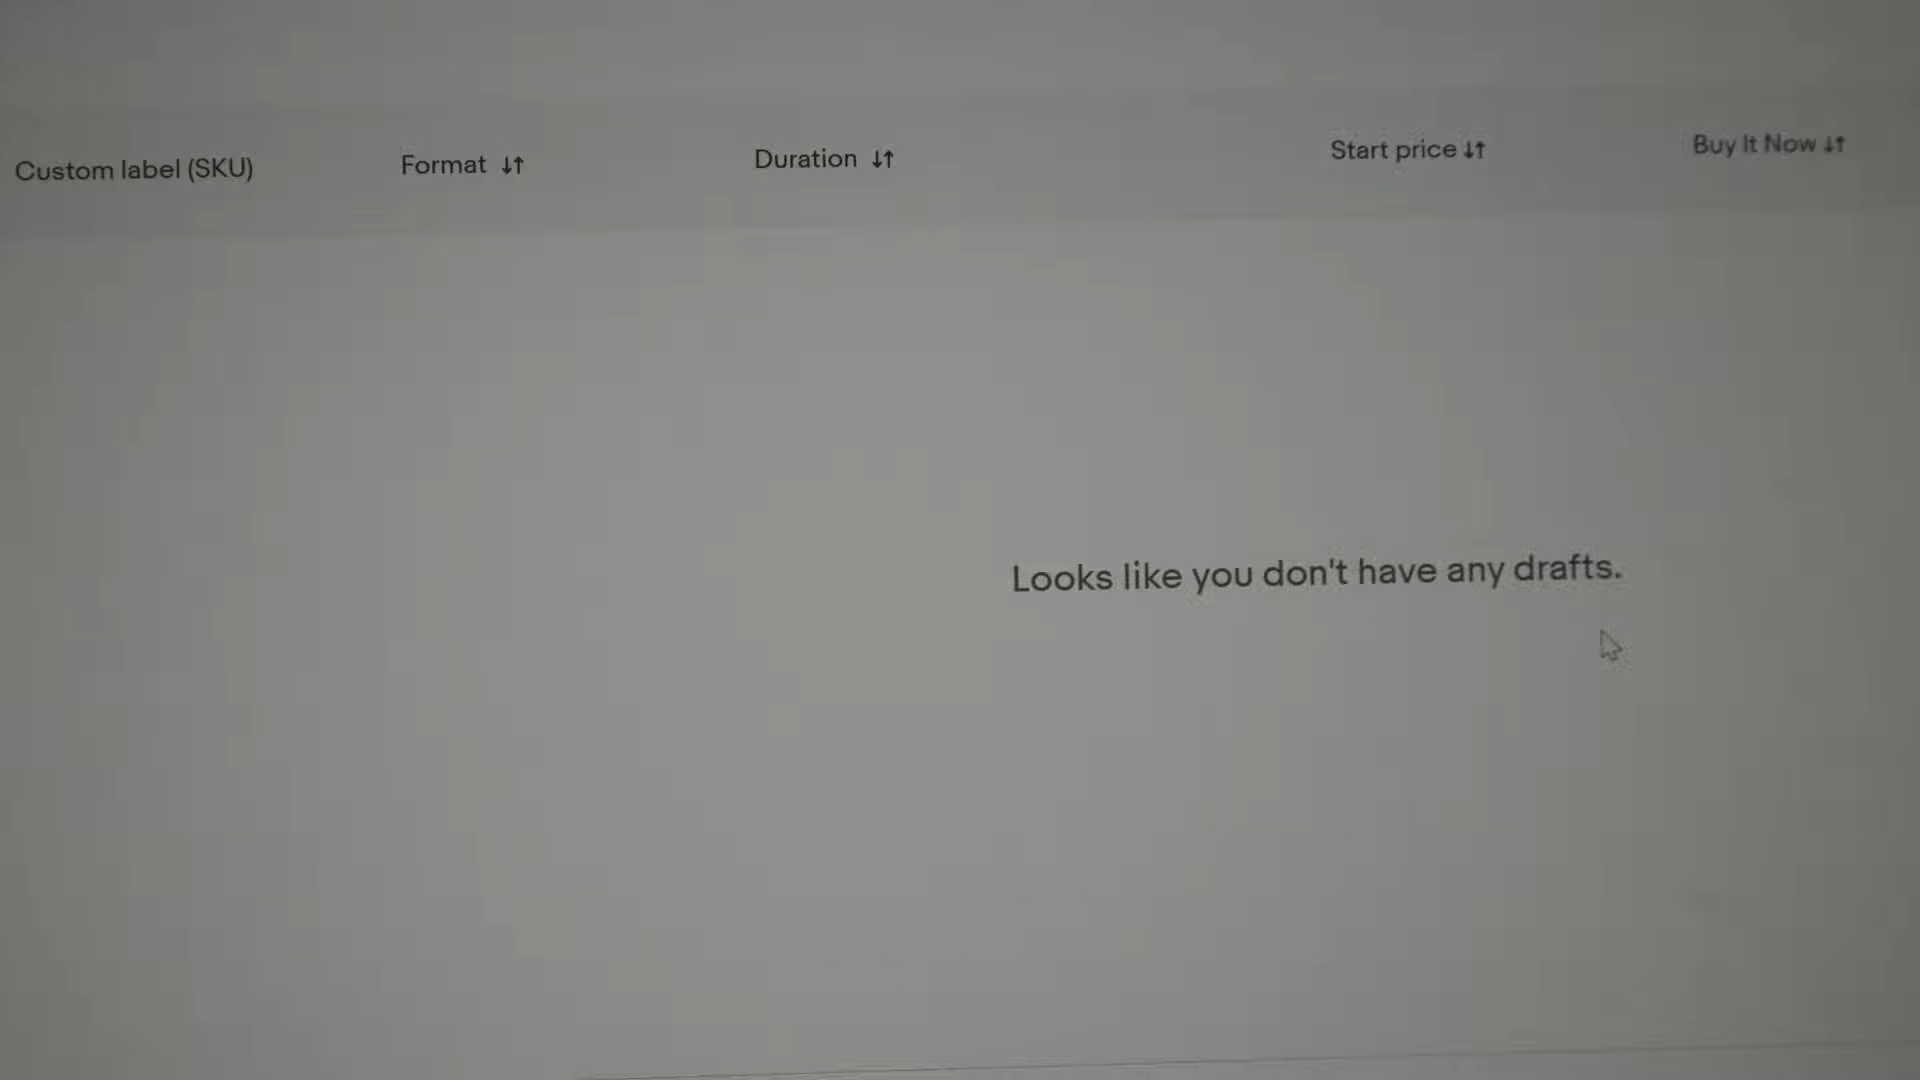 Custom label (SKU) Format ↓↑ Duration ↓↑ Start price ↓↑ Buy It Now ↓↑
Looks like you don't have any drafts.